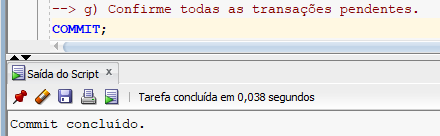 --> g) Confirme todas as transações pendentes.
COMMIT;
Saída do Script x
Tarefa concluída em 0,038 segundos
Commit concluído.